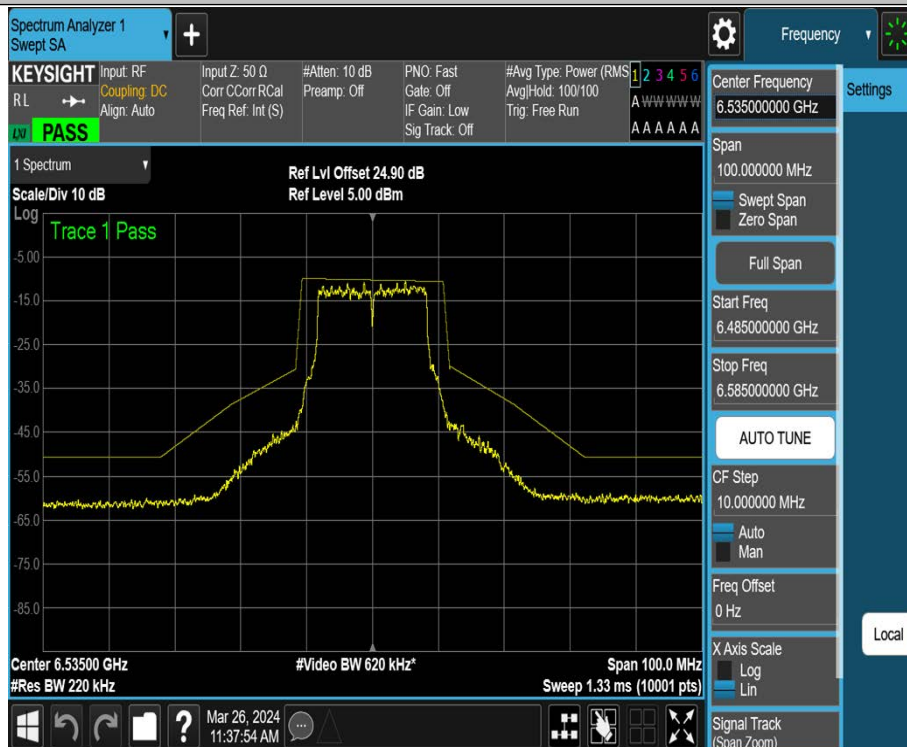 Spectrum Analyzer 1
Swept SA
+
Frequency
KEYSIGHT
RL
LXI PASS
Input: RF
Coupling: DC
Align: Auto
Input Z: 50 Ω
Corr CCorr RCal
Freq Ref: Int (S)
#Atten: 10 dB
Preamp: Off
PNO: Fast
Gate: Off
IF Gain: Low
Sig Track: Off
#Avg Type: Power (RMS
Avg|Hold: 100/100
Trig: Free Run
1 2 3 4 5 6
A W W W W W
A A A A A A
1 Spectrum
Scale/Div 10 dB
Ref Lvl Offset 24.90 dB
Ref Level 5.00 dBm
Log
Trace 1 Pass
-5.00
-15.0
-25.0
-35.0
-45.0
-55.0
-65.0
-75.0
-85.0
Center 6.53500 GHz
#Res BW 220 kHz
#Video BW 620 kHz*
Span 100.0 MHz
Sweep 1.33 ms (10001 pts)
?
Mar 26, 2024
11:37:54 AM
Center Frequency
6.535000000 GHz
Span
100.000000 MHz
Swept Span
Zero Span
Full Span
Start Freq
6.485000000 GHz
Stop Freq
6.585000000 GHz
AUTO TUNE
CF Step
10.000000 MHz
Auto
Man
Freq Offset
0 Hz
X Axis Scale
Log
Lin
Signal Track
(Span Zoom)
Settings
Local